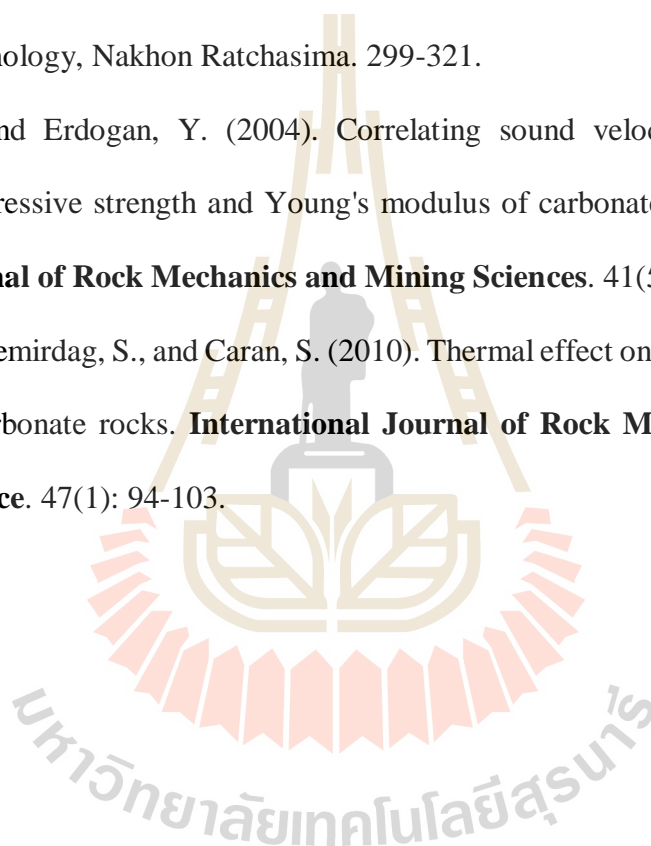 nology, Nakhon Ratchasima. 299-321.
nd Erdogan, Y. (2004). Correlating sound veloc
ressive strength and Young's modulus of carbonate
nal of Rock Mechanics and Mining Sciences. 41(5
emirdag, S., and Caran, S. (2010). Thermal effect on
rbonate rocks. International Journal of Rock M
ce. 47(1): 94-103.
มหาวิทยาลัยเทคโนโลยีสุรนารี